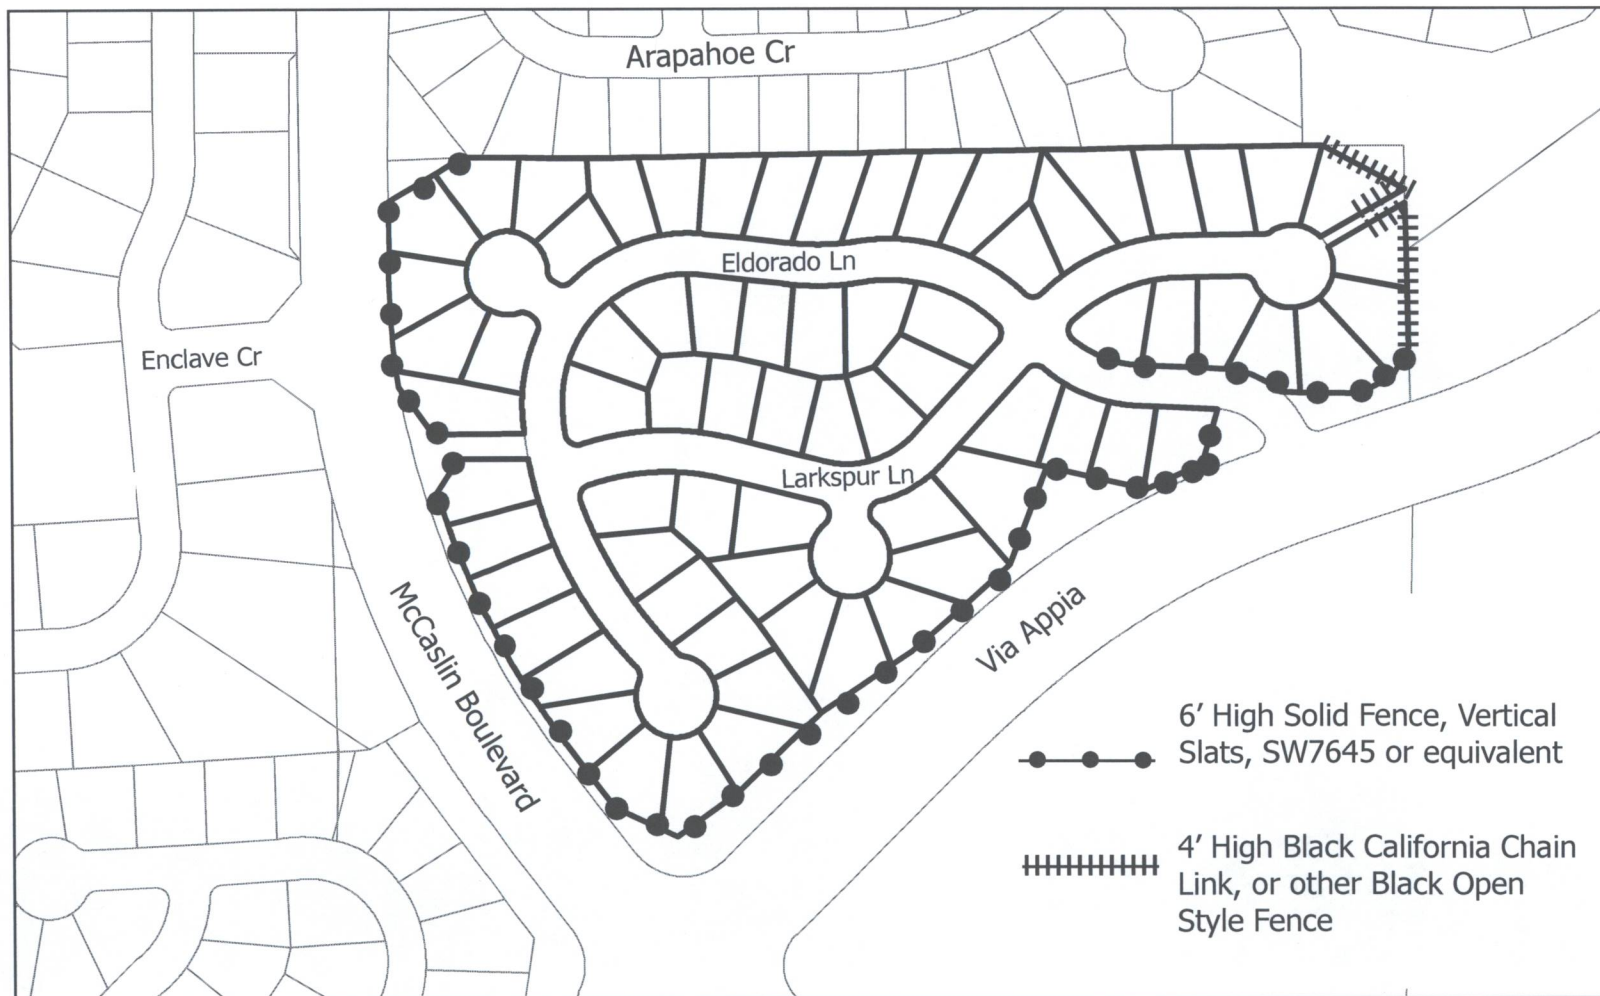 Arapahoe Cr
Eldorado Ln
Enclave Cr
Larkspur Ln
McCaslin Boulevard
Via Appia
6' High Solid Fence, Vertical
Slats, SW7645 or equivalent
4' High Black California Chain
Link, or other Black Open
Style Fence